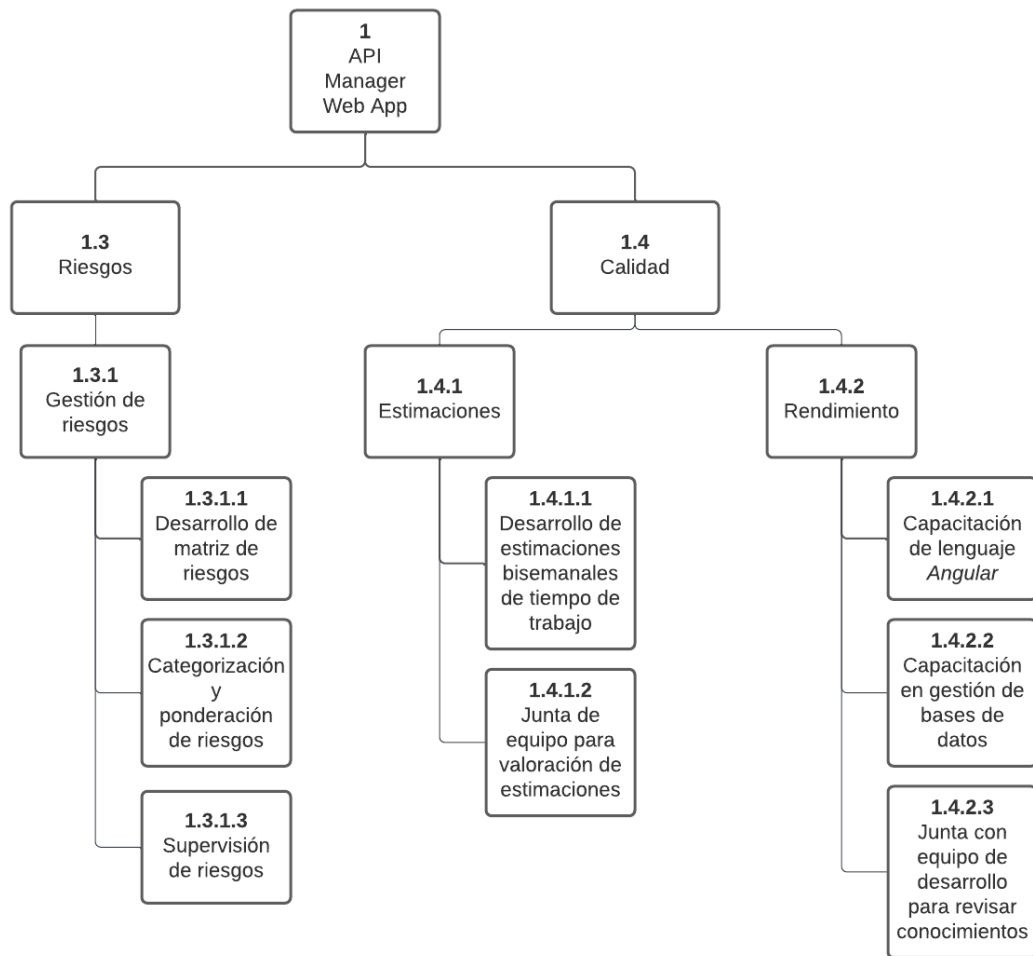 1
API
Manager
Web App
1.3
Riesgos
1.4
Calidad
1.3.1
Gestión de
riesgos
1.4.1
Estimaciones
1.4.2
Rendimiento
1.3.1.1
Desarrollo de
matriz de
riesgos
1.3.1.2
Categorización
y
ponderación
de riesgos
1.3.1.3
Supervisión
de riesgos
1.4.1.1
Desarrollo de
estimaciones
bisemanales
de tiempo de
trabajo
1.4.1.2
Junta de
equipo para
valoración de
estimaciones
1.4.2.1
Capacitación
de lenguaje
Angular
1.4.2.2
Capacitación
en gestión de
bases de
datos
1.4.2.3
Junta con
equipo de
desarrollo
para revisar
conocimientos